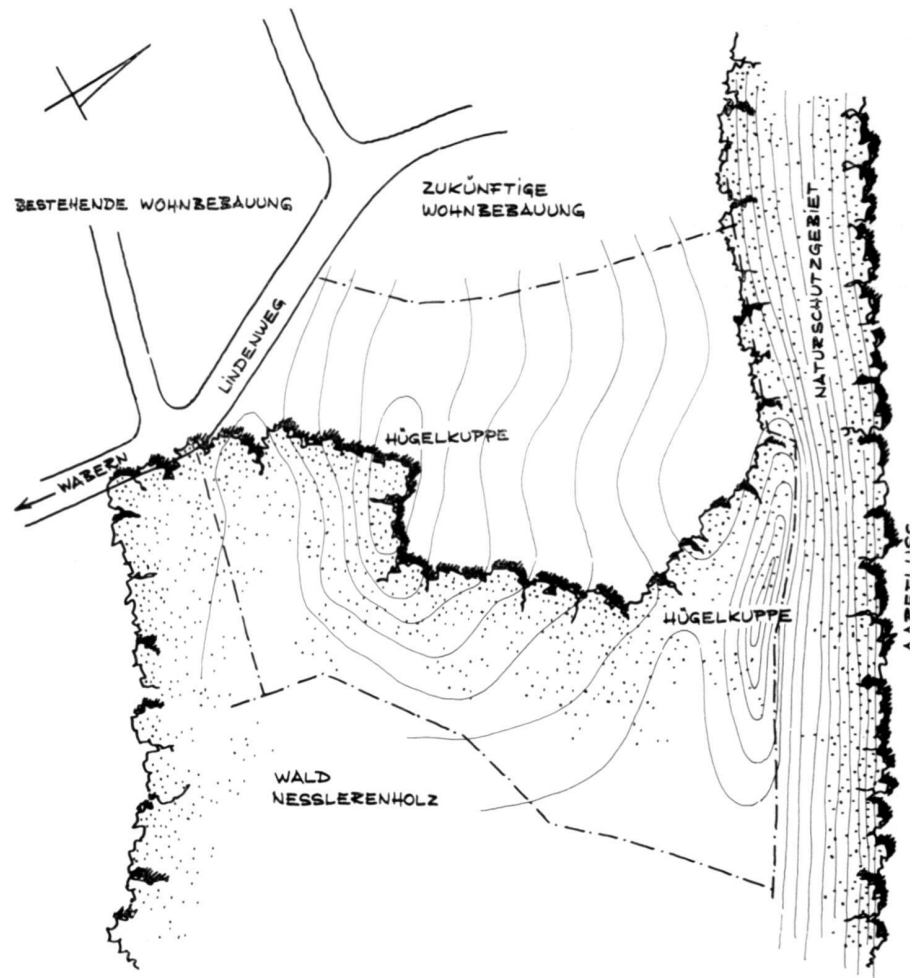 BESTEHENDE WOHNBEBAUUNG
ZUKÜNFTIGE
WOHNBEBAUUNG
NATURSCHUTZGEBIET
LINDENWEG
HÜGELKUPPE
WABERN
HÜGELKUPPE
WALD
NESSLERENHOLZ